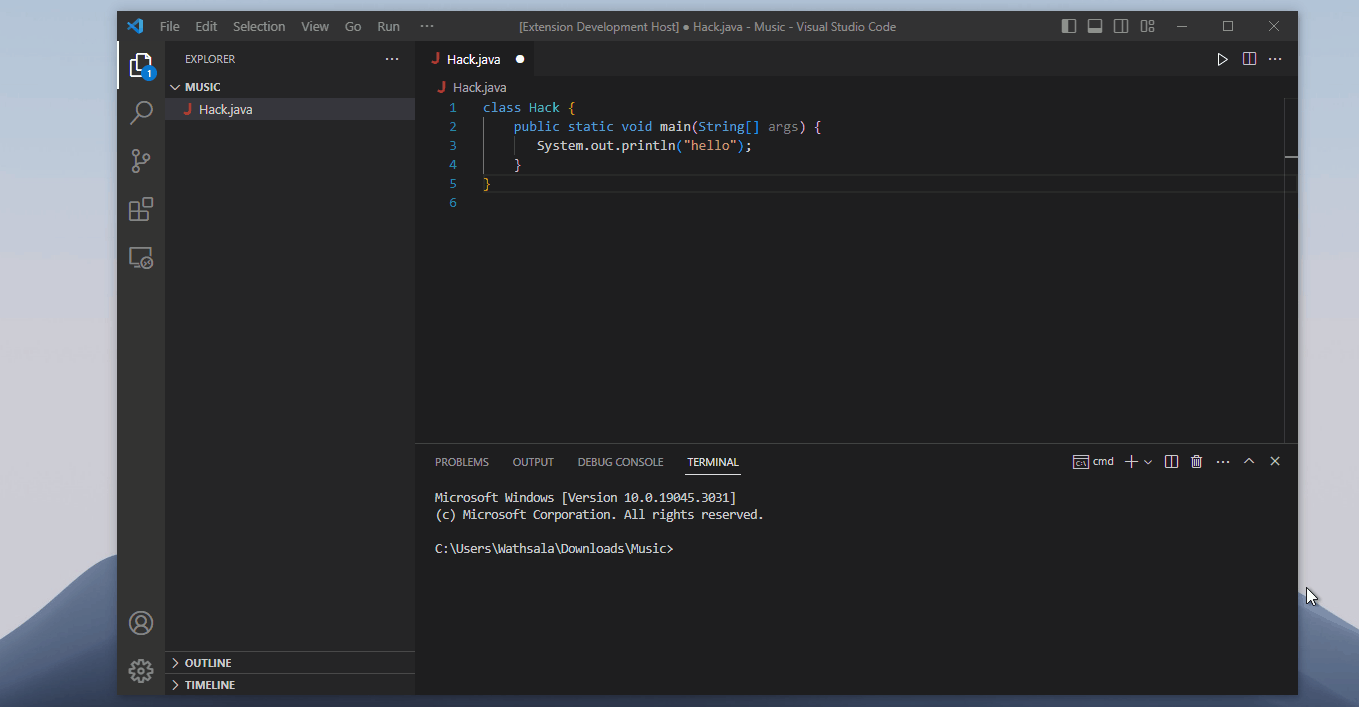 File Edit Selection View Go Run ··· [Extension Development Host] ● Hack.java - Music - Visual Studio Code
EXPLORER ···
1
MUSIC
Hack.java
J Hack.java ●
J Hack.java
1 class Hack {
2 public static void main(String[] args) {
3 System.out.println("hello");
4 }
5 }
6
PROBLEMS OUTPUT DEBUG CONSOLE TERMINAL
cmd
Microsoft Windows [Version 10.0.19045.3031]
(c) Microsoft Corporation. All rights reserved.
C:\Users\Wathsala\Downloads\Music>
OUTLINE
TIMELINE